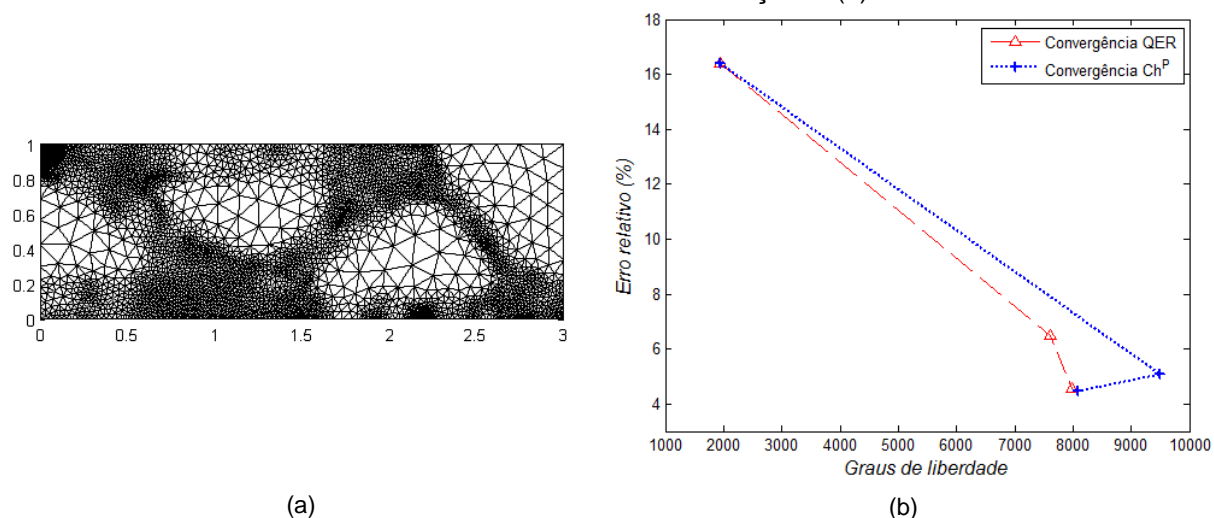 1
0.8
0.6
0.4
0.2
0
0 0.5 1 1.5 2 2.5 3
(a)
18
16
14
12
10
8
6
4
Erro relativo (%)
Convergência QER
Convergência Ch^P
1000 2000 3000 4000 5000 6000 7000 8000 9000 10000
Graus de liberdade
(b)